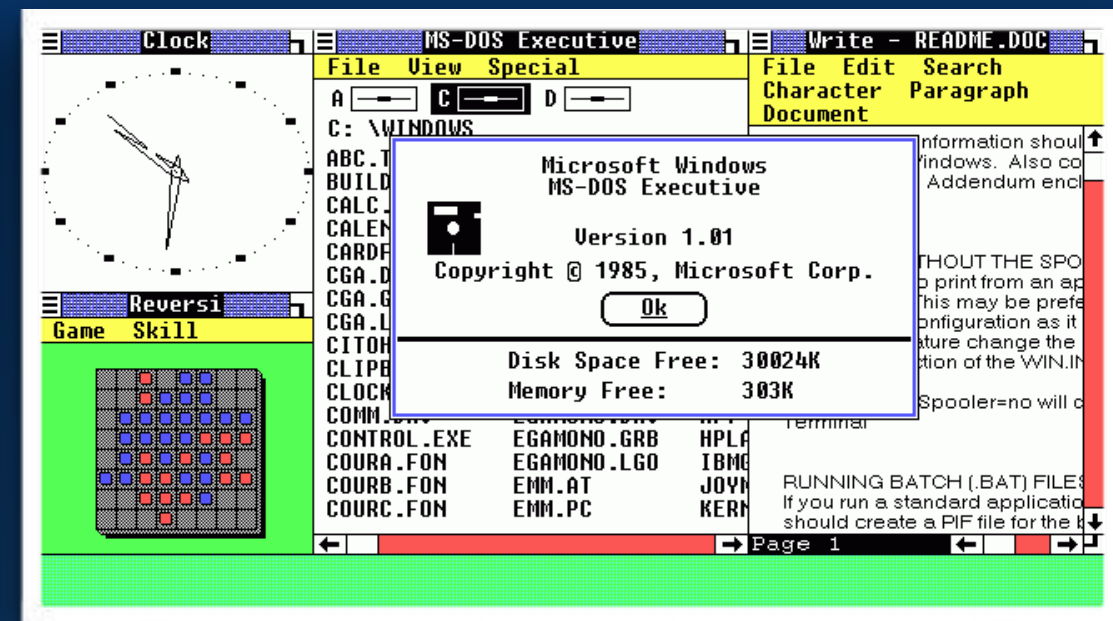 Clock
MS-DOS Executive
File View Special
A C D
C: \WINDOWS
ABC.T
BUILD
CALC.
CALEN
CARDF
CGA.D
CGA.G
CGA.L
CITOH
CLIPB
CLOCK
CONTROL.EXE EGAMONO.GRB HPLA
COURA.FON EGAMONO.LGO IBMG
COURB.FON EMM.AT JOYM
COURC.FON EMM.PC KERN
Microsoft Windows
MS-DOS Executive
Version 1.01
Copyright © 1985, Microsoft Corp.
Ok
Disk Space Free: 30024K
Memory Free: 303K
Write - README.DOC
File Edit Search
Character Paragraph
Document
nformation shoul
Windows. Also co
Addendum encl
THOUT THE SPO
o print from an ap
This may be prefe
onfiguration as it
ature change the
ction of the WIN.IN
Spooler=no will c
Terminal
RUNNING BATCH (.BAT) FILES
If you run a standard applicatio
should create a PIF file for the b
Page 1
Reversi
Game Skill